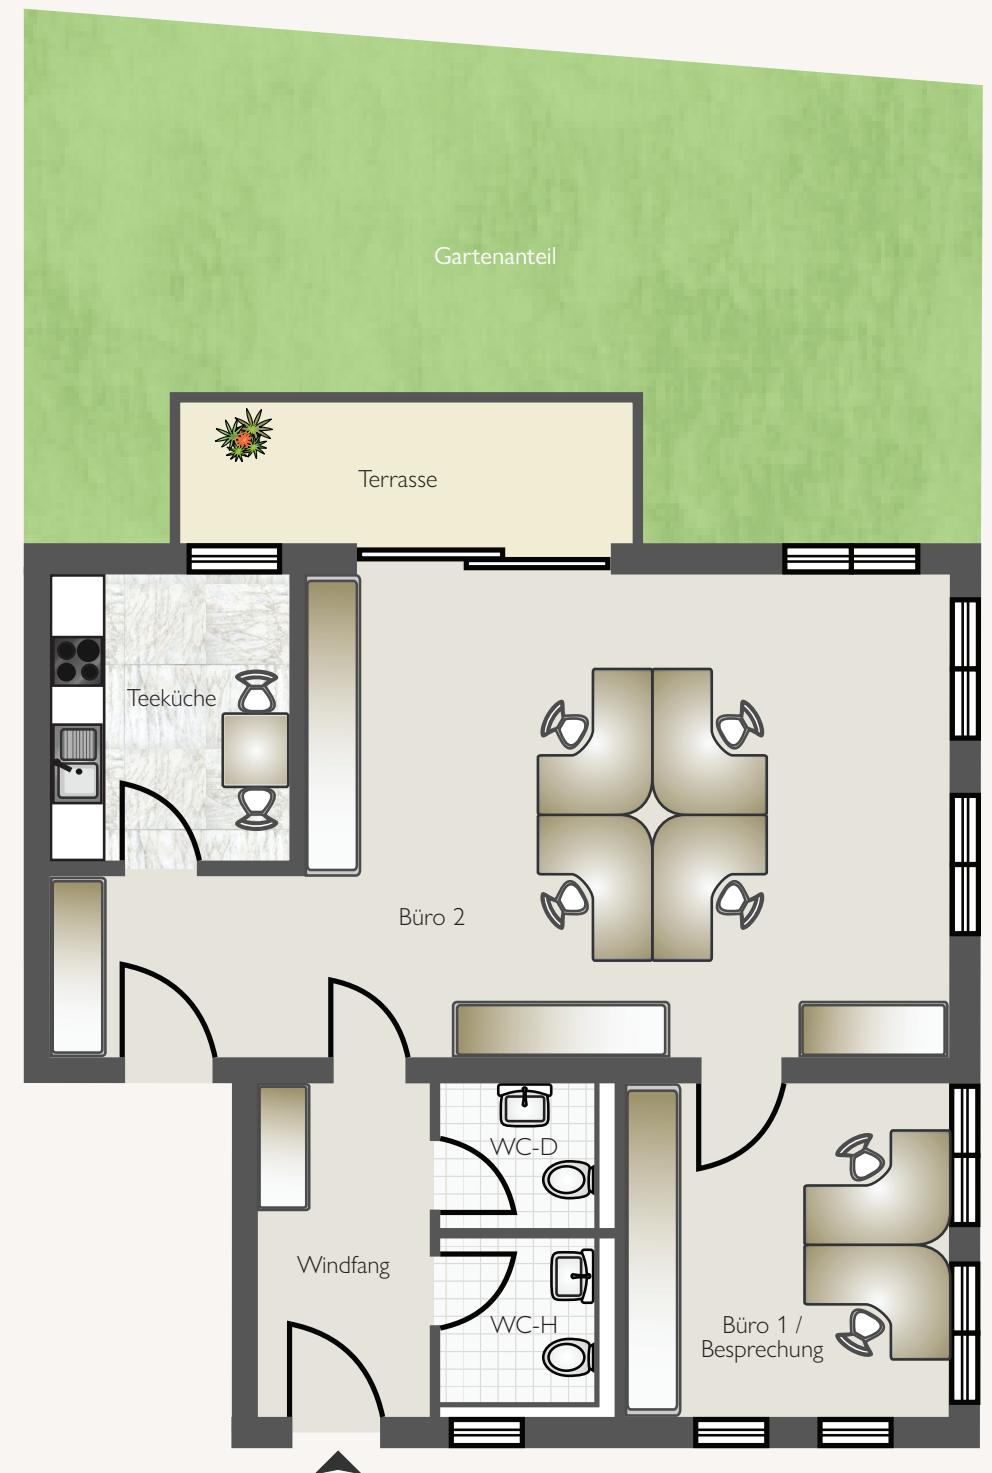 Gartenanteil
Terrasse
Teeküche
Büro 2
WC-D
Windfang
WC-H
Büro 1 /
Besprechung